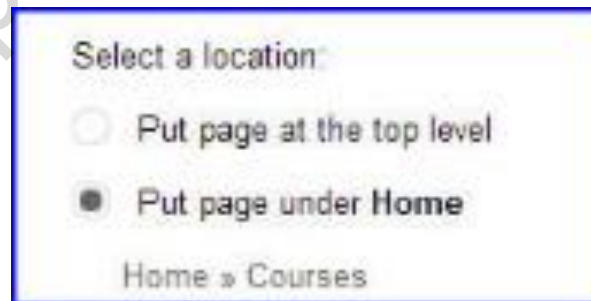 Select a location:
Put page at the top level
Put page under Home
Home » Courses